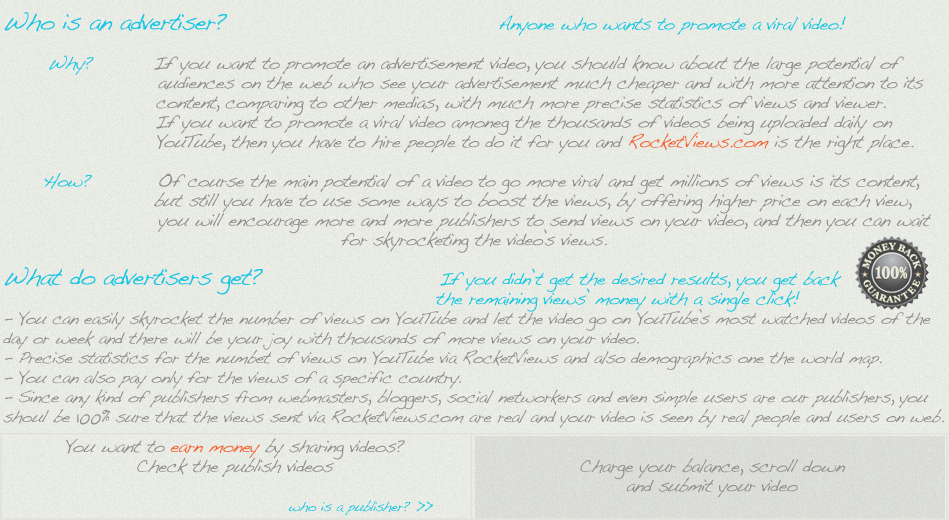 Who is an advertiser?
Anyone who wants to promote a viral video!
Why?
If you want to promote an advertisement video, you should know about the large potential of
audiences on the web who see your advertisement much cheaper and with more attention to its
content, comparing to other medias, with much more precise statistics of views and viewer.
If you want to promote a viral video amoneg the thousands of videos being uploaded daily on
YouTube, then you have to hire people to do it for you and RocketViews.com is the right place.
How?
Of course the main potential of a video to go more viral and get millions of views is its content,
but still you have to use some ways to boost the views, by offering higher price on each view,
you will encourage more and more publishers to send views on your video, and then you can wait
for skyrocketing the video's views.
MONEY BACK
100%
GUARANTEE
What do advertisers get?
If you didn't get the desired results, you get back
the remaining views' money with a single click!
- You can easily skyrocket the number of views on YouTube and let the video go on YouTube's most watched videos of the
day or week and there will be your joy with thousands of more views on your video.
- Precise statistics for the numbet of views on YouTube via RocketViews and also demographics one the world map.
- You can also pay only for the views of a specific country.
- Since any kind of publishers from webmasters, bloggers, social networkers and even simple users are our publishers, you
shoul be 100% sure that the views sent via RocketViews.com are real and your video is seen by real people and users on web.
You want to earn money by sharing videos?
Check the publish videos
who is a publisher? >>
Charge your balance, scroll down
and submit your video